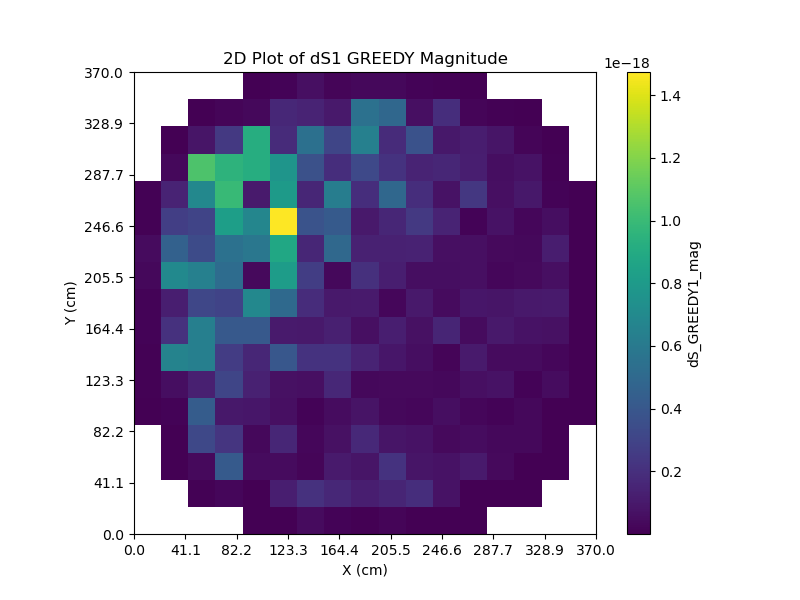 2D Plot of dS1 GREEDY Magnitude
1e−18
370.0
328.9
287.7
246.6
205.5
164.4
123.3
82.2
41.1
0.0
Y (cm)
0.0 41.1 82.2 123.3 164.4 205.5 246.6 287.7 328.9 370.0
X (cm)
1.4
1.2
1.0
0.8
0.6
0.4
0.2
dS_GREEDY1_mag